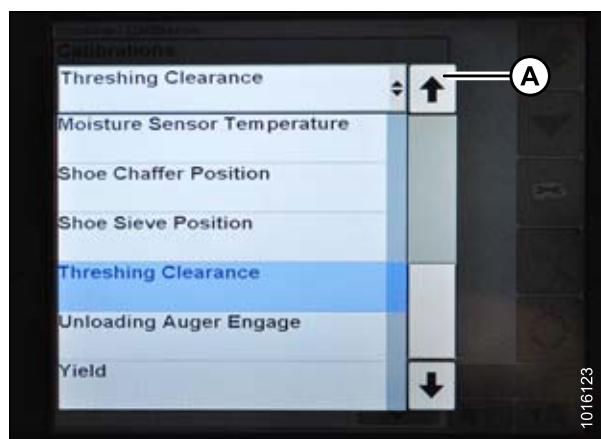 Calibrations
Threshing Clearance
A
Moisture Sensor Temperature
Shoe Chaffer Position
Shoe Sieve Position
Threshing Clearance
Unloading Auger Engage
Yield
1016123